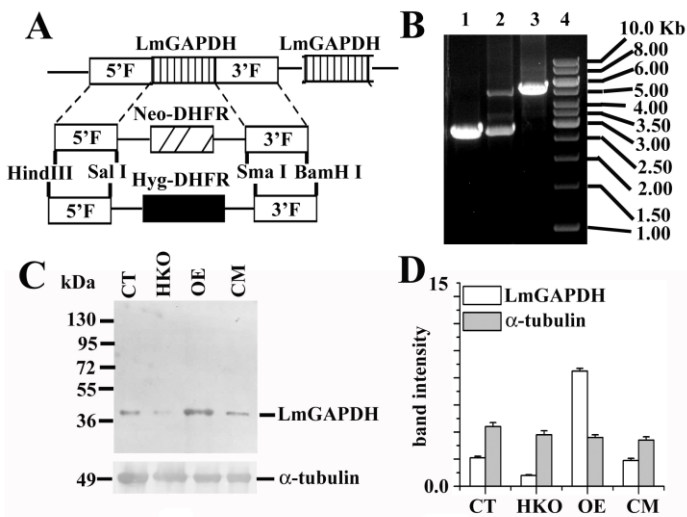 A
LmGAPDH LmGAPDH
5'F 3'F
Neo-DHFR
5'F 3'F
HindIII Sal I Sma I BamH I
Hyg-DHFR
5'F 3'F
B
1 2 3 4
10.0 Kb
8.00
6.00
5.00
4.00
3.50
3.00
2.50
2.00
1.50
1.00
C
kDa CT HKO OE CM
130
95
72
55
36
LmGAPDH
49
α-tubulin
D
15
LmGAPDH
α-tubulin
band intensity
0.0
CT HKO OE CM